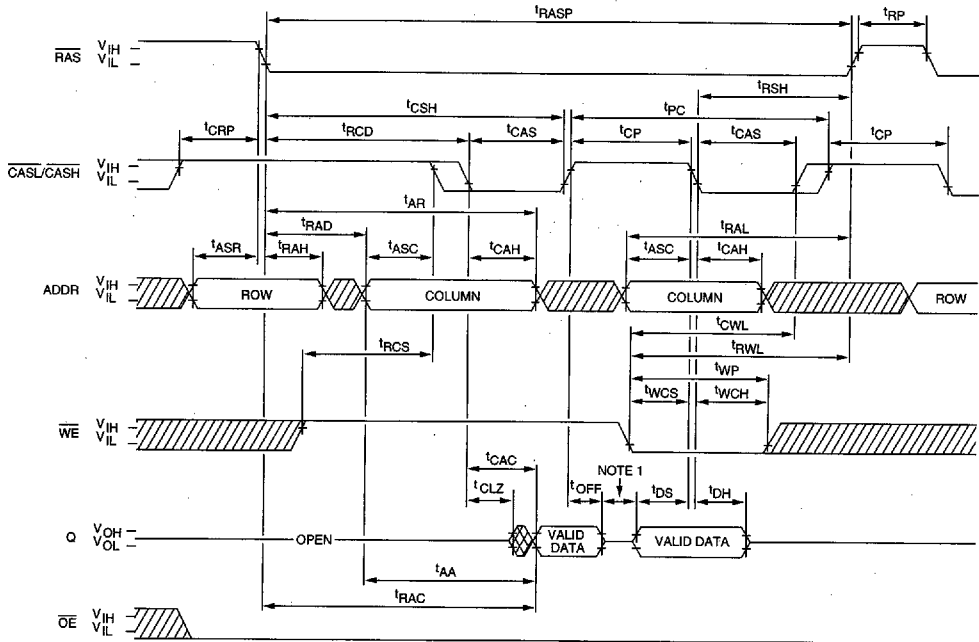 tRASP
tRP
RAS
VIH
VIL
tRSH
tCSH
tPC
tCRP
tRCD
tCAS
tCP
tCAS
tCP
CASL/CASH
VIH
VIL
tAR
tRAD
tRAL
tASR
tRAH
tASC
tCAH
tASC
tCAH
ADDR
VIH
VIL
ROW
COLUMN
COLUMN
ROW
tCWL
tRCS
tRWL
tWP
tWCS
tWCH
WE
VIH
VIL
tCAC
NOTE 1
tCLZ
tOFF
tDS
tDH
Q
VOH
VOL
OPEN
VALID
DATA
VALID DATA
tAA
tRAC
OE
VIH
VIL